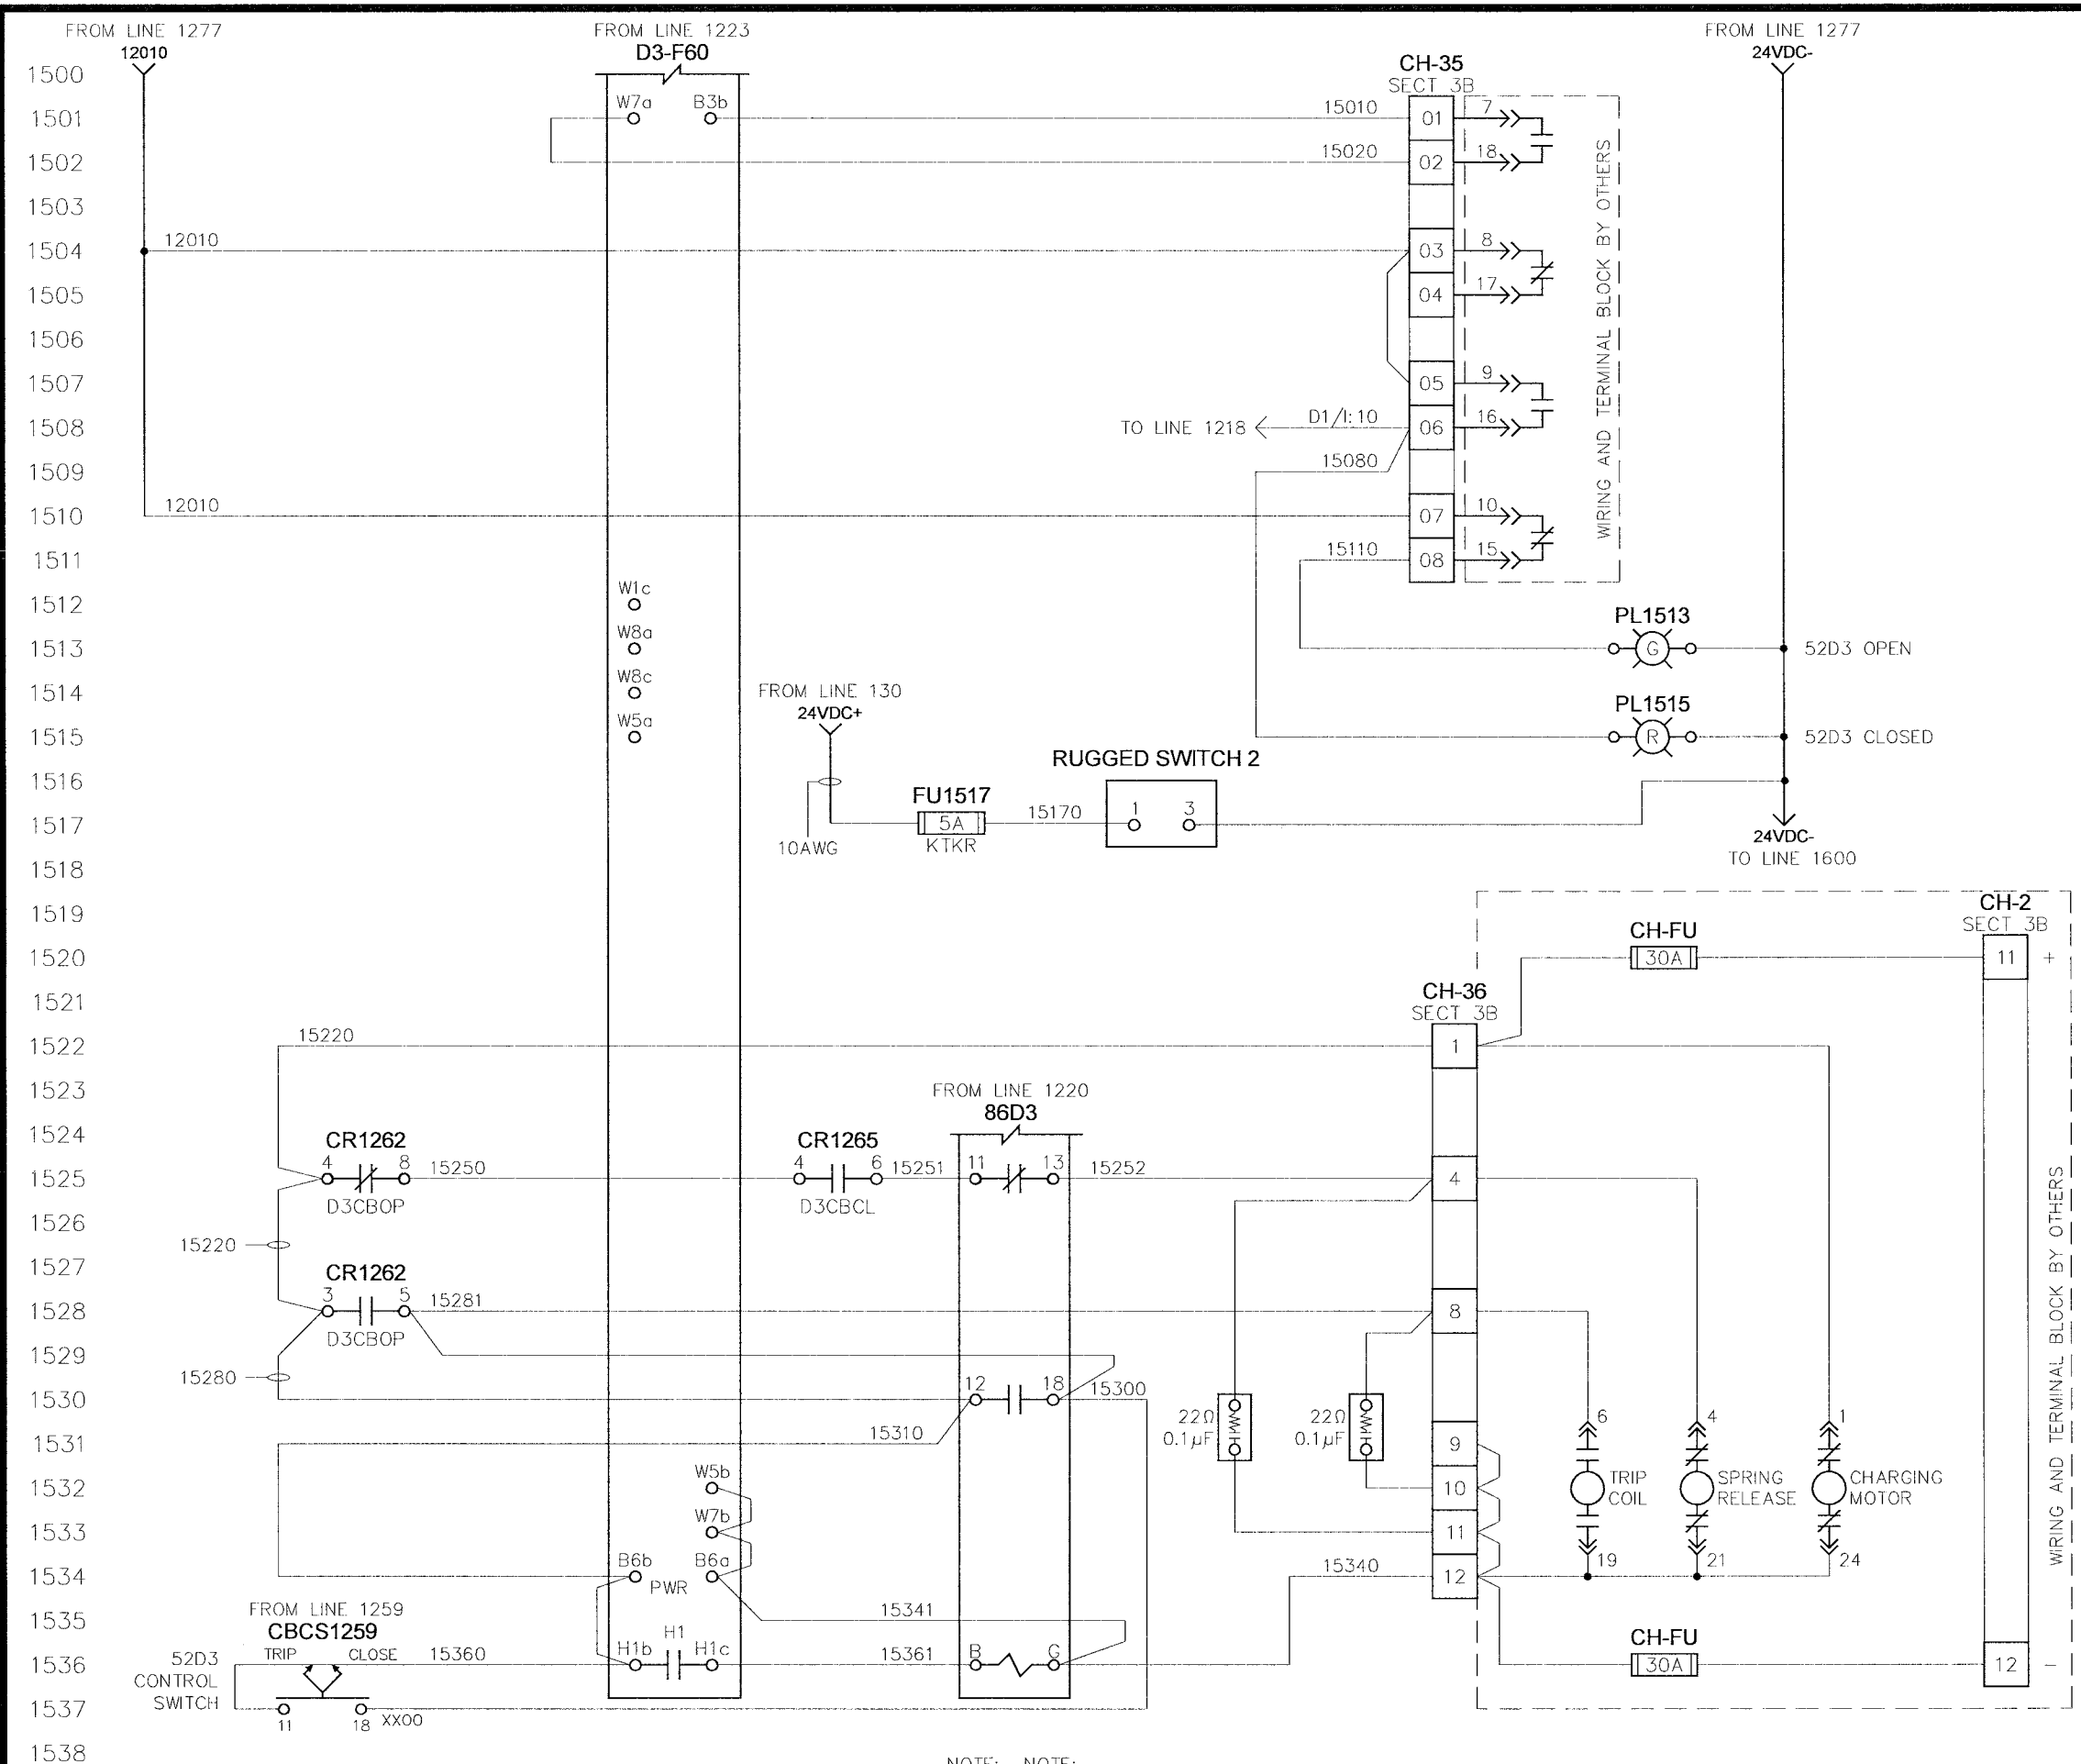 FROM LINE 1277
12010
FROM LINE 1223
D3-F60
FROM LINE 1277
24VDC-
1500
CH-35
SECT 3B
1501
W7a
B3b
15010
01
7
1502
15020
02
18
1503
1504
12010
03
8
1505
04
17
1506
1507
05
9
1508
TO LINE 1218
D1/I:10
06
16
1509
15080
1510
12010
07
10
1511
15110
08
15
WIRING AND TERMINAL BLOCK BY OTHERS
1512
W1c
PL1513
1513
W8a
G
52D3 OPEN
1514
W8c
FROM LINE 130
24VDC+
PL1515
1515
W5a
R
52D3 CLOSED
1516
RUGGED SWITCH 2
FU1517
1517
5A
15170
1
3
KTKR
10AWG
24VDC-
TO LINE 1600
1518
1519
CH-2
SECT 3B
1520
CH-FU
30A
11
+
1521
CH-36
SECT 3B
1522
15220
1
1523
FROM LINE 1220
86D3
1524
CR1262
CR1265
1525
4
8
15250
4
6
15251
11
13
15252
4
D3CBOP
D3CBCL
1526
15220
1527
CR1262
1528
3
5
15281
8
D3CBOP
1529
15280
1530
12
18
15300
22Ω
0.1µF
22Ω
0.1µF
6
4
1
1531
15310
9
1532
W5b
10
TRIP
COIL
SPRING
RELEASE
CHARGING
MOTOR
1533
W7b
11
1534
B6b
PWR
B6a
15340
12
19
21
24
1535
FROM LINE 1259
CBCS1259
15341
CH-FU
1536
52D3
CONTROL
SWITCH
TRIP
CLOSE
15360
H1b
H1
H1c
15361
B
G
30A
12
-
1537
11
18
XX00
WIRING AND TERMINAL BLOCK BY OTHERS
1538
NOTE: NOTE: